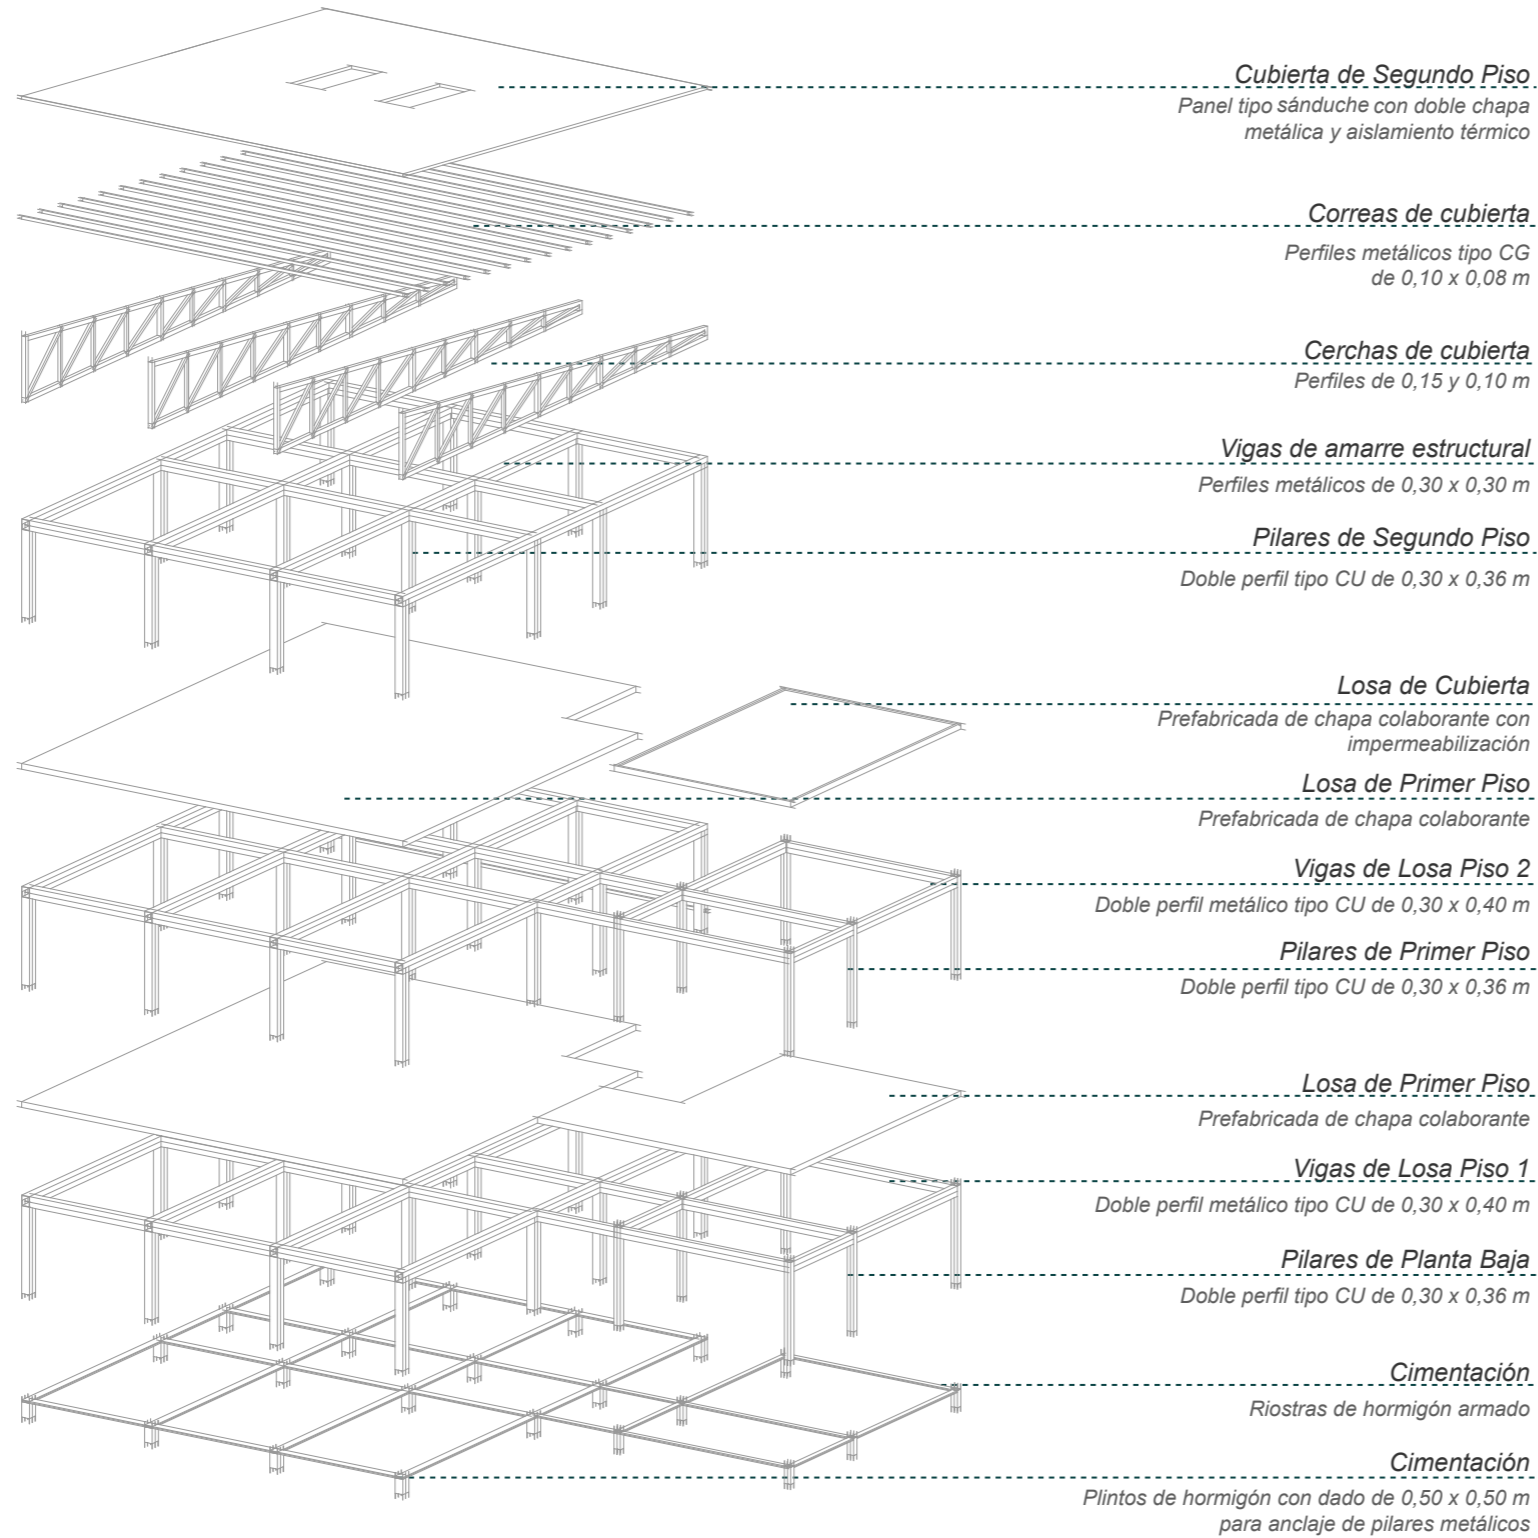 Cubierta de Segundo Piso
Panel tipo sánduche con doble chapa
metálica y aislamiento térmico
Correas de cubierta
Perfiles metálicos tipo CG
de 0,10 x 0,08 m
Cerchas de cubierta
Perfiles de 0,15 y 0,10 m
Vigas de amarre estructural
Perfiles metálicos de 0,30 x 0,30 m
Pilares de Segundo Piso
Doble perfil tipo CU de 0,30 x 0,36 m
Losa de Cubierta
Prefabricada de chapa colaborante con
impermeabilización
Losa de Primer Piso
Prefabricada de chapa colaborante
Vigas de Losa Piso 2
Doble perfil metálico tipo CU de 0,30 x 0,40 m
Pilares de Primer Piso
Doble perfil tipo CU de 0,30 x 0,36 m
Losa de Primer Piso
Prefabricada de chapa colaborante
Vigas de Losa Piso 1
Doble perfil metálico tipo CU de 0,30 x 0,40 m
Pilares de Planta Baja
Doble perfil tipo CU de 0,30 x 0,36 m
Cimentación
Riostras de hormigón armado
Cimentación
Plintos de hormigón con dado de 0,50 x 0,50 m
para anclaje de pilares metálicos